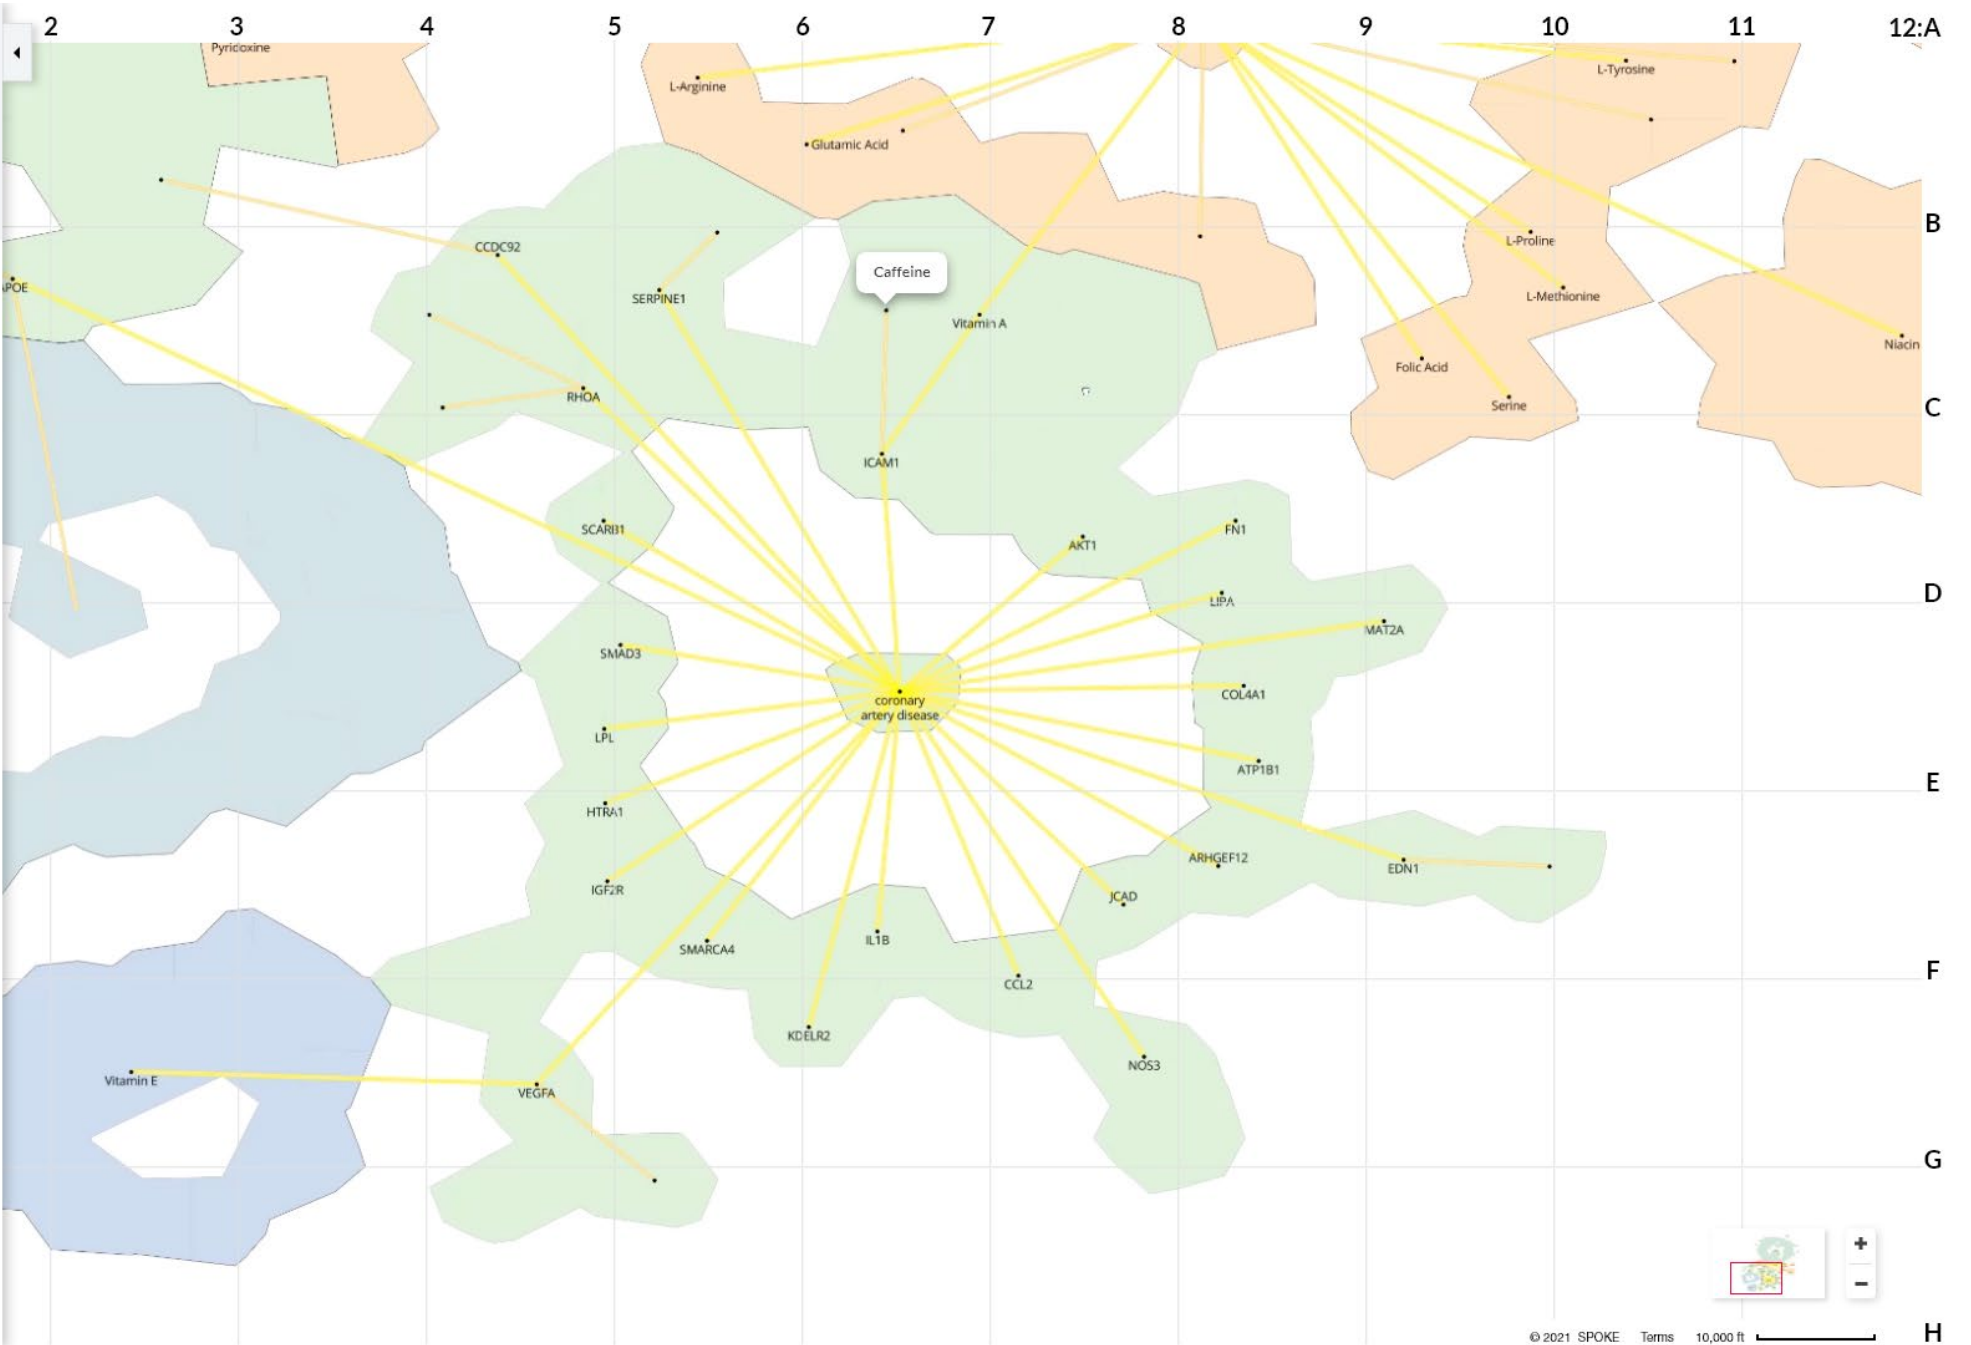 2 3 4 5 6 7 8 9 10 11 12:A
Pyridoxine
L-Tyrosine
L-Arginine
Glutamic Acid
B
CCDC92
L-Proline
Caffeine
APOE
SERPINE1
L-Methionine
Vitamin A
Niacin
Folic Acid
RHOA
Serine
C
ICAM1
SCARB1
FN1
AKT1
D
LIPA
MAT2A
SMAD3
COL4A1
coronary
artery disease
LPL
ATP1B1
E
HTRA1
ARHGEF12
EDN1
IGF2R
JCAD
IL1B
SMARCA4
F
CCL2
KDELR2
NOS3
Vitamin E
VEGFA
G
+
−
© 2021 SPOKE Terms 10,000 ft
H